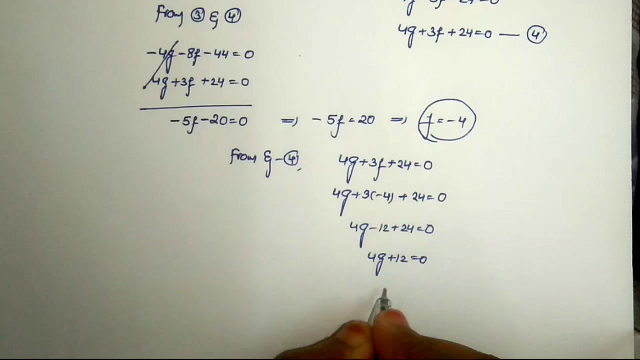 from ③ & ④
4g+3f+24=0 — ④
-4g-8f-44=0
4g+3f+24=0
-5f-20=0 ⇒ -5f=20 ⇒ f=-4
from &-④, 4g+3f+24=0
4g+3(-4)+24=0
4g-12+24=0
4g+12=0